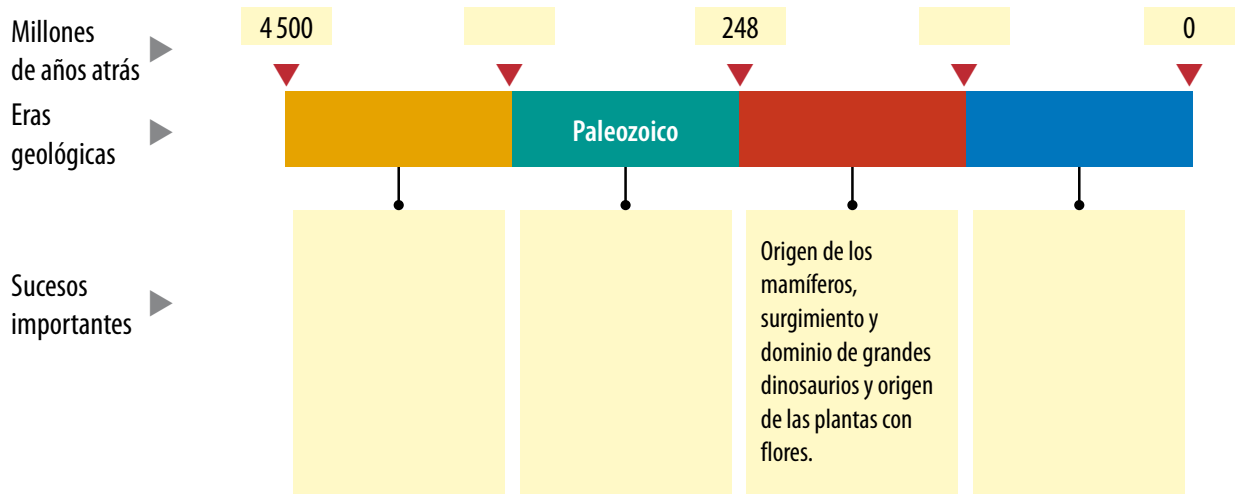 Millones
de años atrás
4 500
248
0
Eras
geológicas
Paleozoico
Sucesos
importantes
Origen de los
mamíferos,
surgimiento y
dominio de grandes
dinosaurios y origen
de las plantas con
flores.